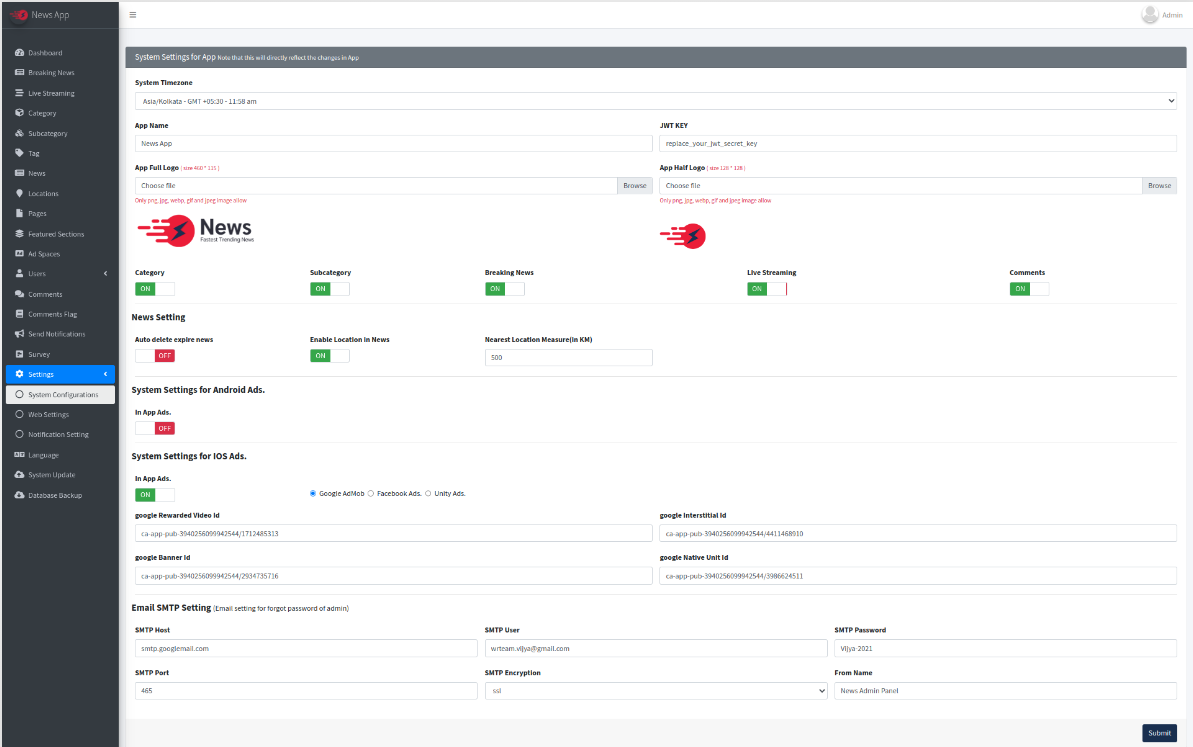 News App
Admin
Dashboard
Breaking News
Live Streaming
Category
Subcategory
Tag
News
Locations
Pages
Featured Sections
Ad Spaces
Users
Comments
Comments Flag
Send Notifications
Survey
Settings
System Configurations
Web Settings
Notification Setting
Language
System Update
Database Backup
System Settings for App Note that this will directly reflect the changes in App
System Timezone
Asia/Kolkata - GMT +05:30 - 11:58 am
App Name JWT KEY
News App replace_your_jwt_secret_key
App Full Logo ( size 460 * 115 ) App Half Logo ( size 128 * 128 )
Choose file Browse Choose file Browse
Only png, jpg, webp, gif and jpeg image allow Only png, jpg, webp, gif and jpeg image allow
News
Fastest Trending News
Category Subcategory Breaking News Live Streaming Comments
ON ON ON ON ON
News Setting
Auto delete expire news Enable Location in News Nearest Location Measure(in KM)
OFF ON 500
System Settings for Android Ads.
In App Ads.
OFF
System Settings for IOS Ads.
In App Ads.
ON Google AdMob Facebook Ads. Unity Ads.
google Rewarded Video Id google Interstitial Id
ca-app-pub-3940256099942544/1712485313 ca-app-pub-3940256099942544/4411468910
google Banner Id google Native Unit Id
ca-app-pub-3940256099942544/2934735716 ca-app-pub-3940256099942544/3986624511
Email SMTP Setting (Email setting for forgot password of admin)
SMTP Host SMTP User SMTP Password
smtp.googlemail.com wrteam.vijya@gmail.com Vijya-2021
SMTP Port SMTP Encryption From Name
465 ssl News Admin Panel
Submit